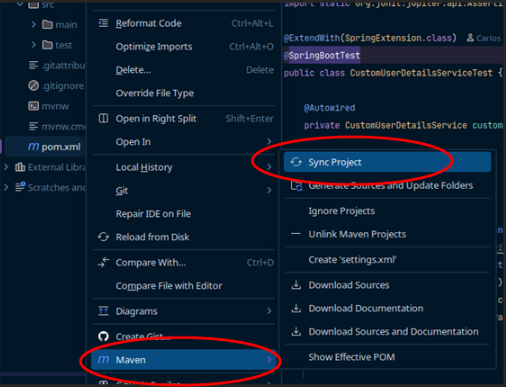 src
main
test
.gitattribut
.gitignore
mvnw
mvnw.cmd
pom.xml
External Libra
Scratches and
Reformat Code Ctrl+Alt+L
Optimize Imports Ctrl+Alt+O
Delete... Delete
Override File Type
Open in Right Split Shift+Enter
Open In
Local History
Git
Repair IDE on File
Reload from Disk
Compare With... Ctrl+D
Compare File with Editor
Diagrams
Create Gist...
Maven
import static org.junit.jupiter.api.Asserti
@ExtendWith(SpringExtension.class) Carlos
@SpringBootTest
public class CustomUserDetailsServiceTest {
@Autowired
private CustomUserDetailsService custom
Sync Project
Generate Sources and Update Folders
Ignore Projects
Unlink Maven Projects
Create 'settings.xml'
Download Sources
Download Documentation
Download Sources and Documentation
Show Effective POM